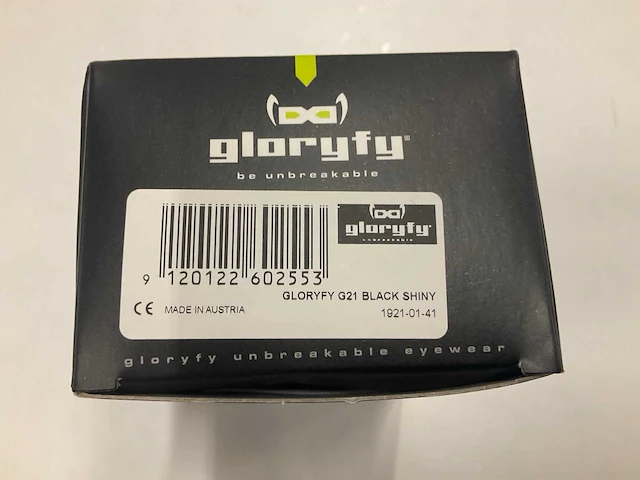 gloryfy®
be unbreakable
gloryfy
unbreakable
9 120122 602553
GLORYFY G21 BLACK SHINY
CE MADE IN AUSTRIA 1921-01-41
gloryfy unbreakable eyewear